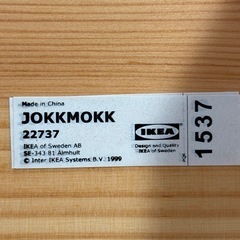 Made in China
JOKKMOKK
22737
IKEA of Sweden AB
SE-343 81 Älmhult
© Inter IKEA Systems B.V. 1999
IKEA
Design and Quality
IKEA of Sweden
1537